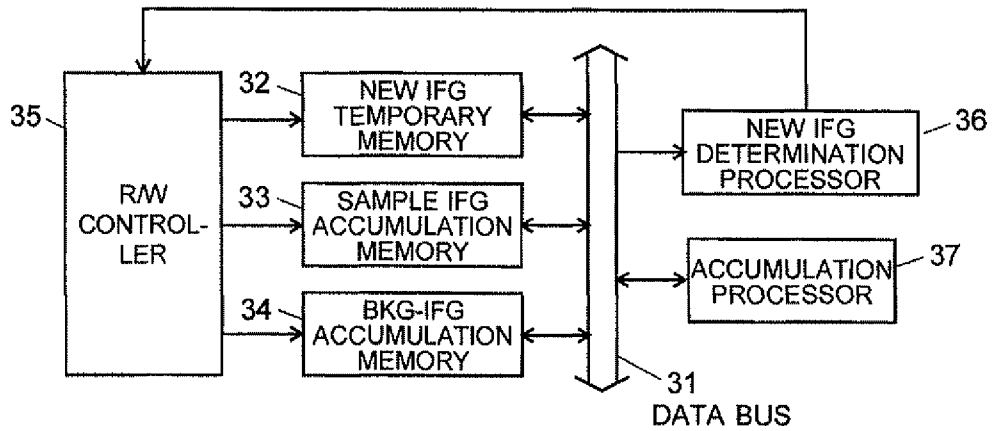 35
R/W
CONTROL-
LER
32
NEW IFG
TEMPORARY
MEMORY
33
SAMPLE IFG
ACCUMULATION
MEMORY
34
BKG-IFG
ACCUMULATION
MEMORY
31
DATA BUS
NEW IFG
DETERMINATION
PROCESSOR
36
ACCUMULATION
PROCESSOR
37